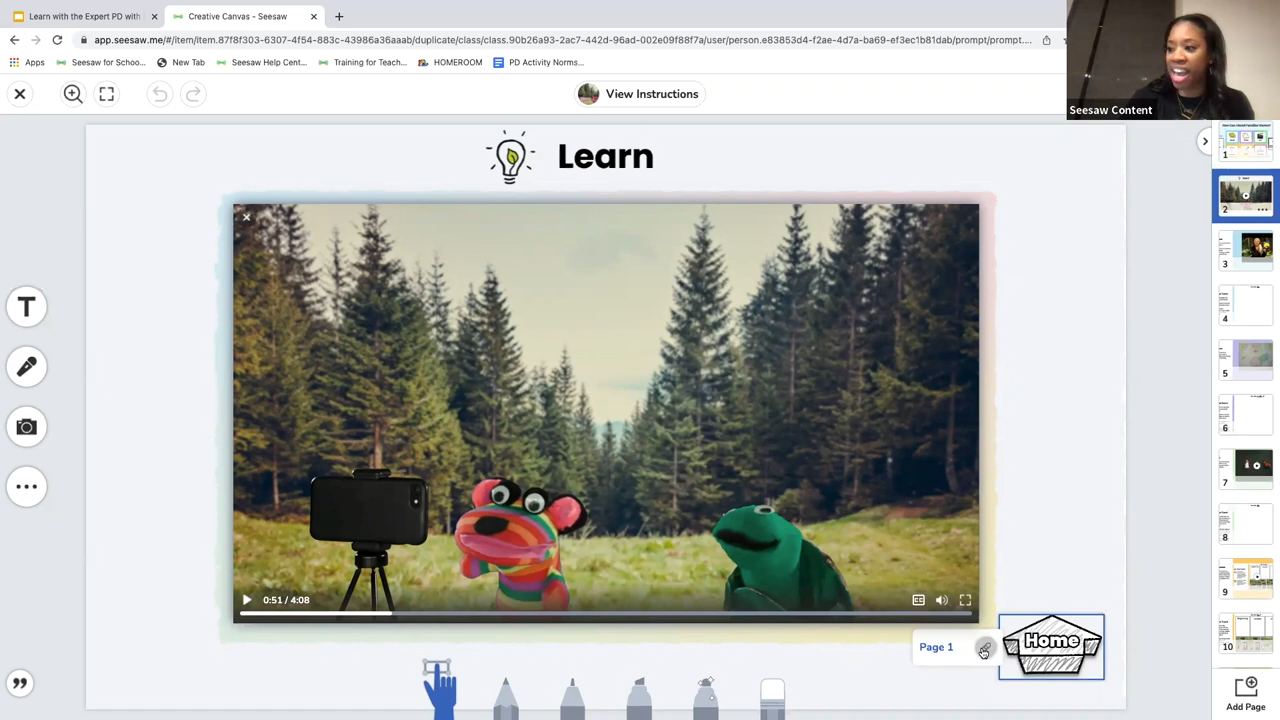 Learn with the Expert PD with
Creative Canvas - Seesaw
app.seesaw.me/#/item/item.87f8f303-6307-4f54-883c-43986a36aaab/duplicate/class/class.90b26a93-2ac7-442d-96ad-002e09f88f7a/user/person.e83853d4-f2ae-4d7a-ba69-ef3ec1b81dab/prompt/prompt....
Apps
Seesaw for Schoo...
New Tab
Seesaw Help Cent...
Training for Teach...
HOMEROOM
PD Activity Norms...
Seesaw Content
View Instructions
Learn
T
0:51 / 4:08
CC
Page 1
Home
1
2
3
4
5
6
7
8
9
10
Add Page